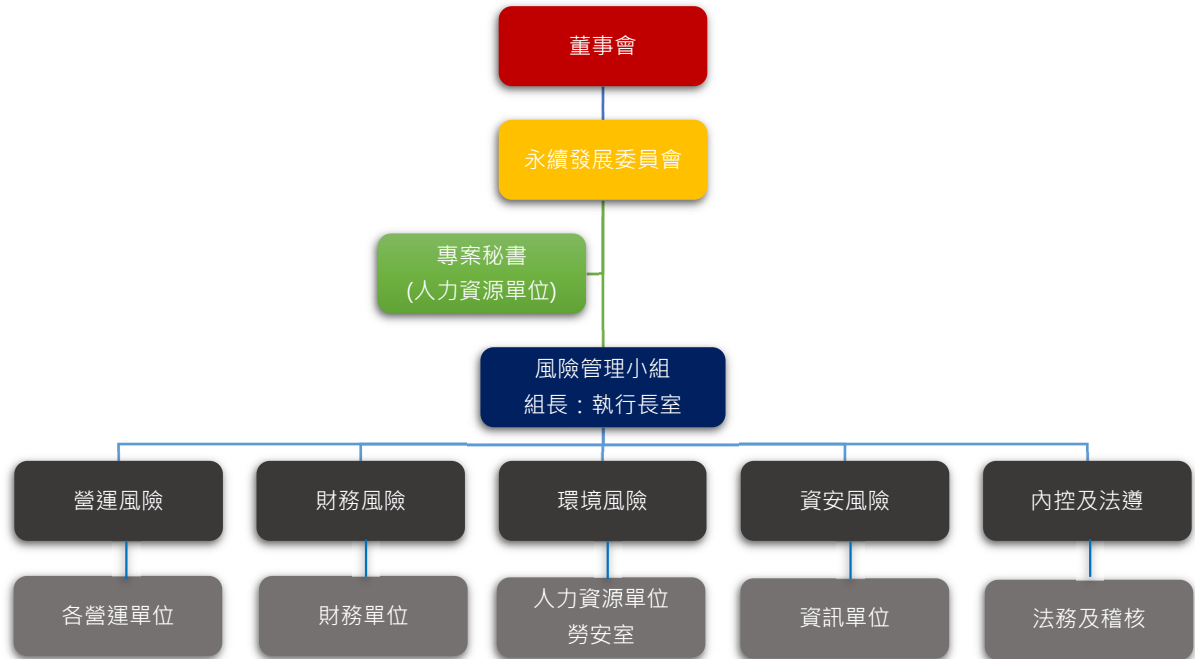 董事會
永續發展委員會
專案秘書
(人力資源單位)
風險管理小組
組長：執行長室
營運風險
財務風險
環境風險
資安風險
內控及法遵
各營運單位
財務單位
人力資源單位
勞安室
資訊單位
法務及稽核